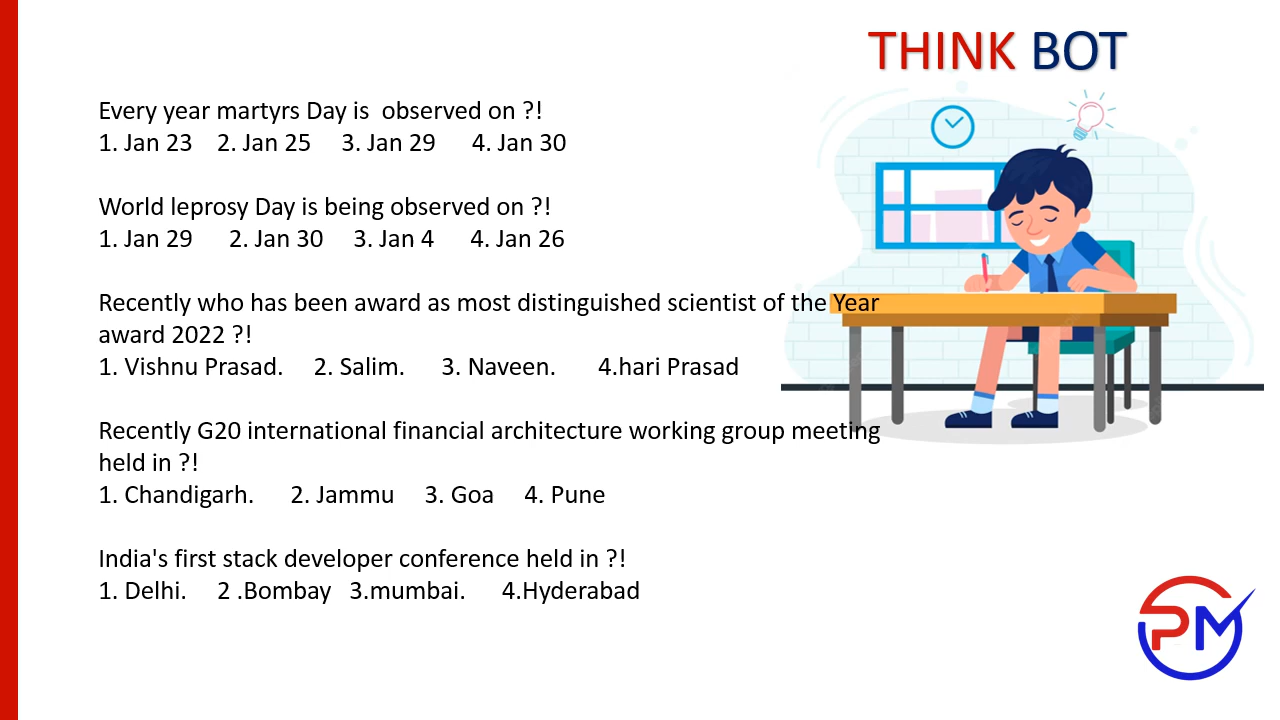 THINK BOT
Every year martyrs Day is  observed on ?!
1. Jan 23    2. Jan 25     3. Jan 29      4. Jan 30
World leprosy Day is being observed on ?!
1. Jan 29      2. Jan 30     3. Jan 4      4. Jan 26
Recently who has been award as most distinguished scientist of the Year
award 2022 ?!
1. Vishnu Prasad.     2. Salim.      3. Naveen.       4.hari Prasad
Recently G20 international financial architecture working group meeting
held in ?!
1. Chandigarh.      2. Jammu     3. Goa     4. Pune
India's first stack developer conference held in ?!
1. Delhi.     2 .Bombay   3.mumbai.      4.Hyderabad
PM